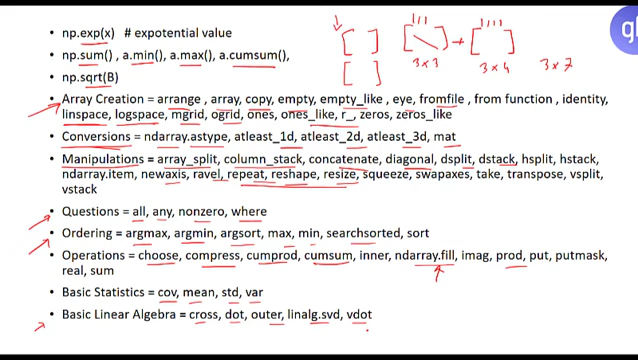 • np.exp(x)   # expotential value
• np.sum() , a.min(), a.max(), a.cumsum(),
• np.sqrt(B)
• Array Creation = arrange , array, copy, empty, empty_like, eye, fromfile , from function , identity,
linspace, logspace, mgrid, ogrid, ones, ones_like, r_, zeros, zeros_like
• Conversions = ndarray.astype, atleast_1d, atleast_2d, atleast_3d, mat
• Manipulations = array_split, column_stack, concatenate, diagonal, dsplit, dstack, hsplit, hstack,
ndarray.item, newaxis, ravel, repeat, reshape, resize, squeeze, swapaxes, take, transpose, vsplit,
vstack
• Questions = all, any, nonzero, where
• Ordering = argmax, argmin, argsort, max, min, searchsorted, sort
• Operations = choose, compress, cumprod, cumsum, inner, ndarray.fill, imag, prod, put, putmask,
real, sum
• Basic Statistics = cov, mean, std, var
• Basic Linear Algebra = cross, dot, outer, linalg.svd, vdot
3×3
3×4
3×7